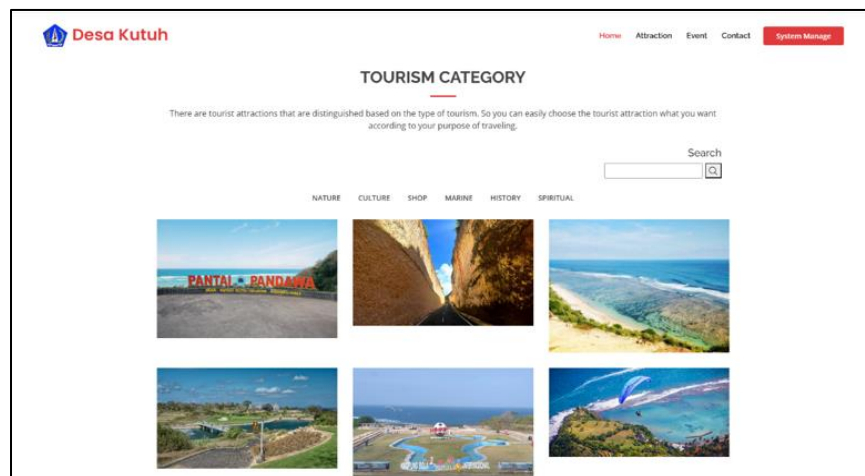 Desa Kutuh
Home Attraction Event Contact System Manage
TOURISM CATEGORY
There are tourist attractions that are distinguished based on the type of tourism. So you can easily choose the tourist attraction what you want
according to your purpose of traveling.
Search
NATURE CULTURE SHOP MARINE HISTORY SPIRITUAL
PANTAI PANDAWA